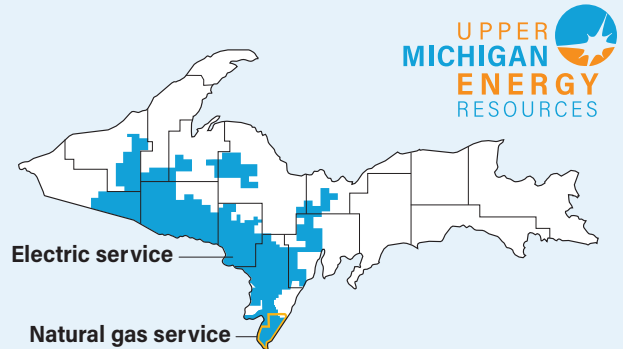 UPPER
MICHIGAN
ENERGY
RESOURCES
Electric service
Natural gas service